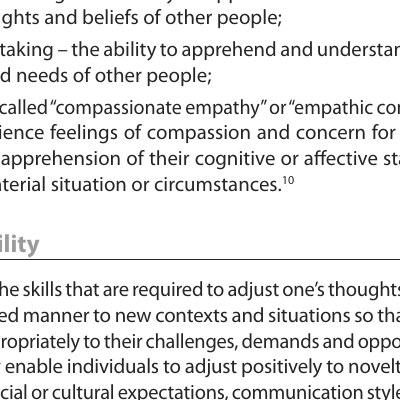 ghts and beliefs of other people;
taking – the ability to apprehend and understan
d needs of other people;
called “compassionate empathy” or “empathic con
ience feelings of compassion and concern for
apprehension of their cognitive or affective sta
terial situation or circumstances.10
ility
he skills that are required to adjust one’s thoughts
ed manner to new contexts and situations so tha
ropriately to their challenges, demands and oppo
enable individuals to adjust positively to novelt
cial or cultural expectations, communication style